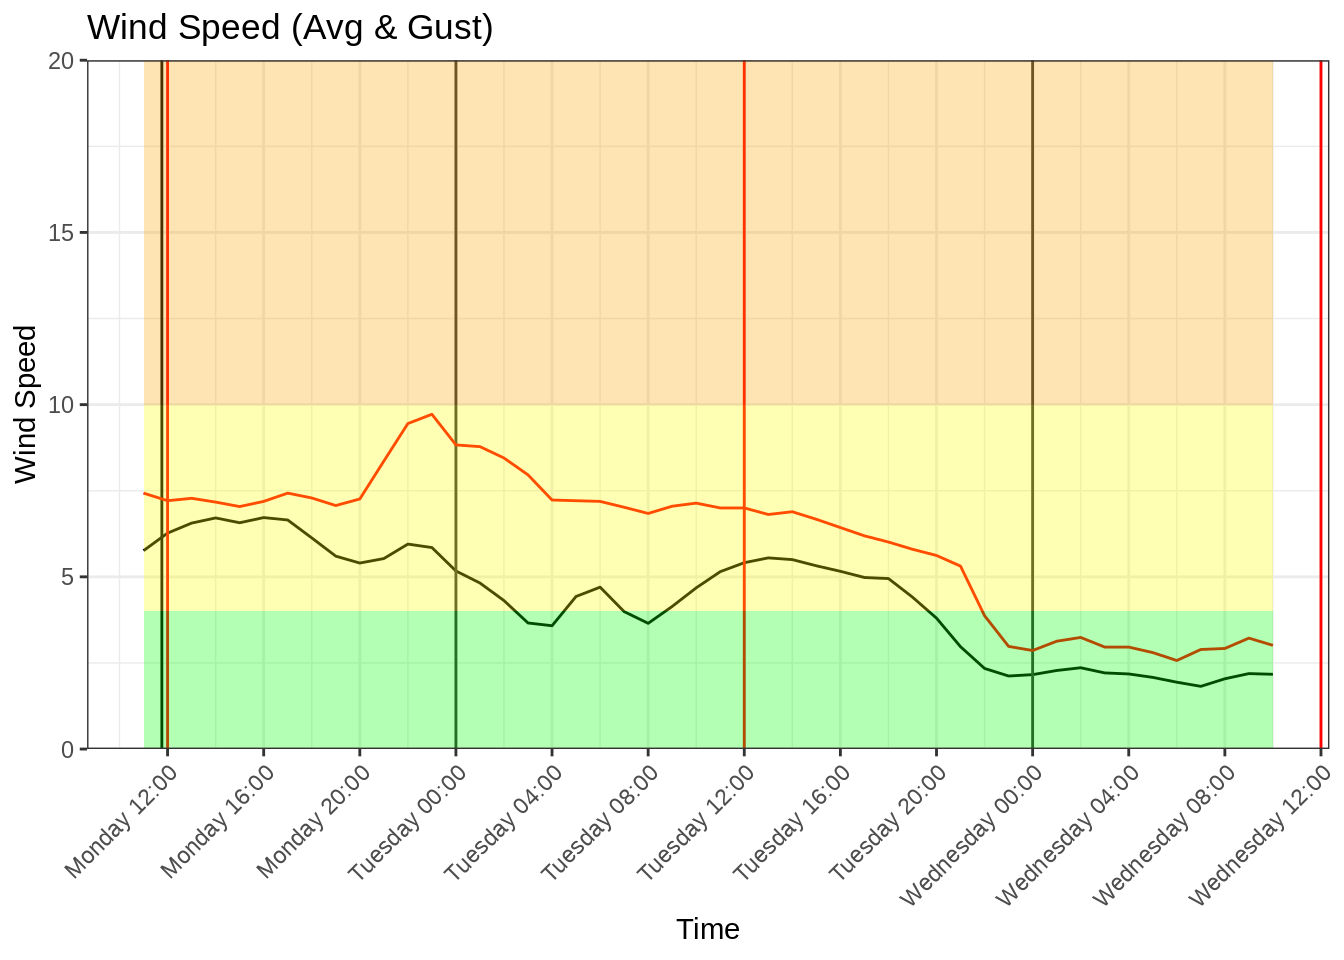 Wind Speed (Avg & Gust)
20
15
10
5
0
Wind Speed
Monday 12:00
Monday 16:00
Monday 20:00
Tuesday 00:00
Tuesday 04:00
Tuesday 08:00
Tuesday 12:00
Tuesday 16:00
Tuesday 20:00
Wednesday 00:00
Wednesday 04:00
Wednesday 08:00
Wednesday 12:00
Time